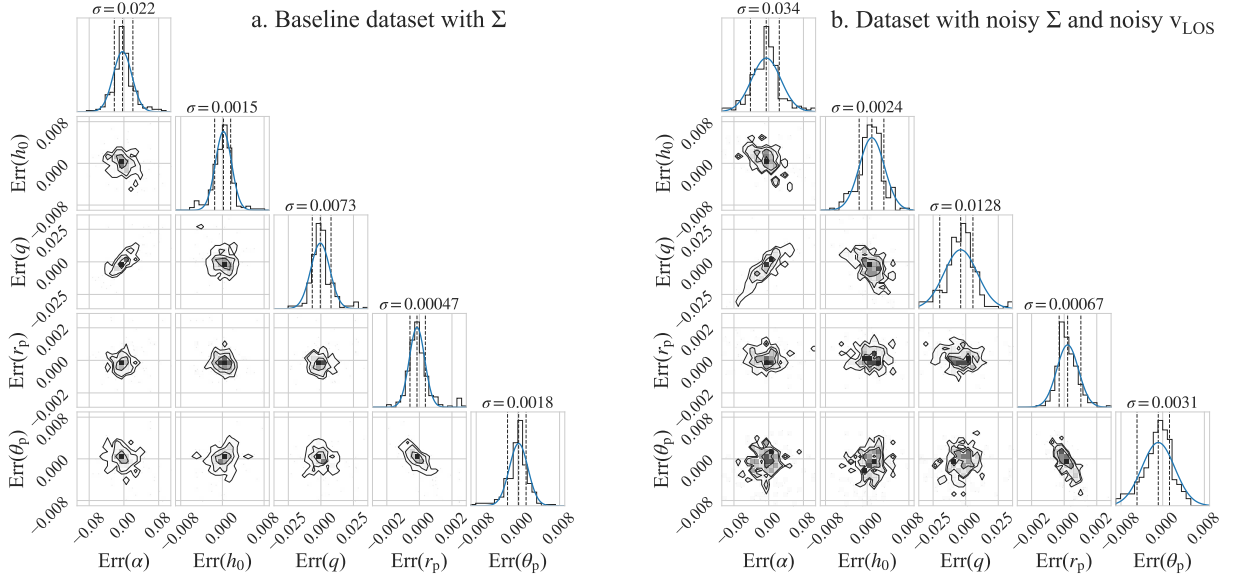 a. Baseline dataset with Σ
σ=0.022
σ=0.0015
σ=0.0073
σ=0.00047
σ=0.0018
Err(h₀)
0.008
0.000
−0.008
Err(q)
0.025
0.000
−0.025
Err(rₚ)
0.002
0.000
−0.002
Err(θₚ)
0.008
0.000
−0.008
−0.08
0.00
0.08
−0.008
0.000
0.008
−0.025
0.000
0.025
−0.002
0.000
0.002
−0.008
0.000
0.008
Err(α)
Err(h₀)
Err(q)
Err(rₚ)
Err(θₚ)
b. Dataset with noisy Σ and noisy v_LOS
σ=0.034
σ=0.0024
σ=0.0128
σ=0.00067
σ=0.0031
Err(h₀)
0.008
0.000
−0.008
Err(q)
0.025
0.000
−0.025
Err(rₚ)
0.002
0.000
−0.002
Err(θₚ)
0.008
0.000
−0.008
−0.08
0.00
0.08
−0.008
0.000
0.008
−0.025
0.000
0.025
−0.002
0.000
0.002
−0.008
0.000
0.008
Err(α)
Err(h₀)
Err(q)
Err(rₚ)
Err(θₚ)